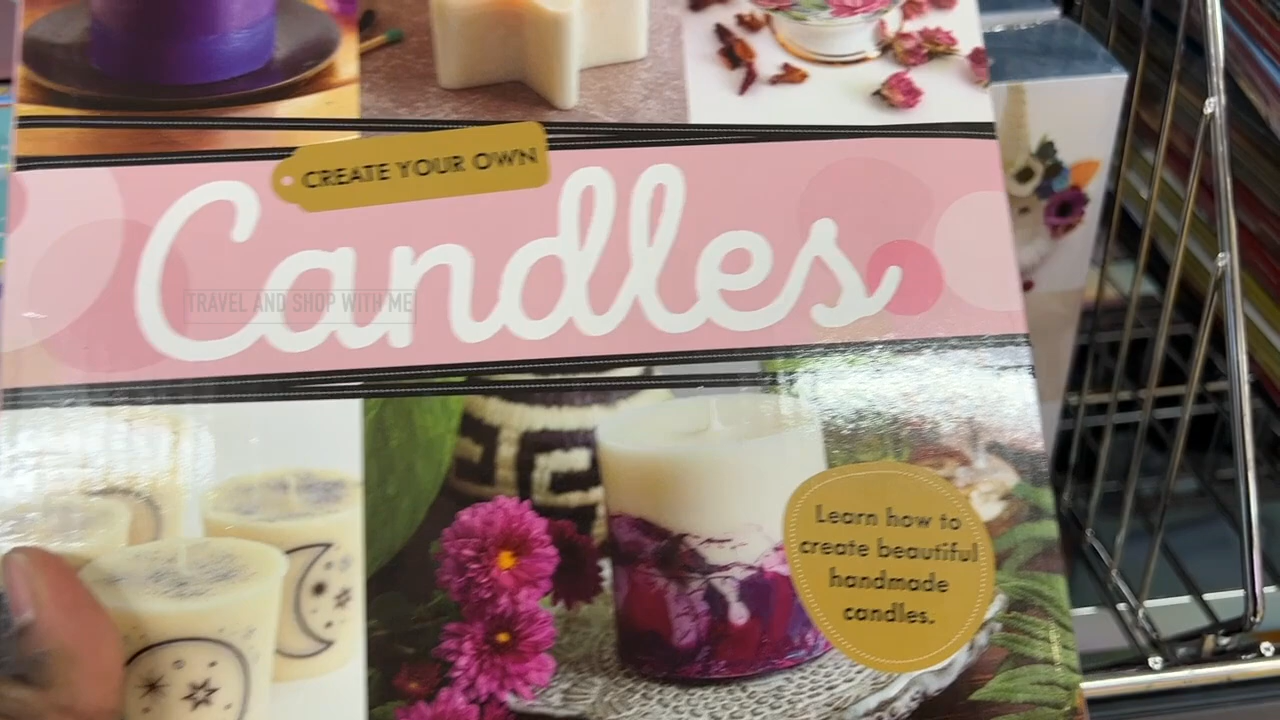 CREATE YOUR OWN
Candles
TRAVEL AND SHOP WITH ME
Learn how to
create beautiful
handmade
candles.